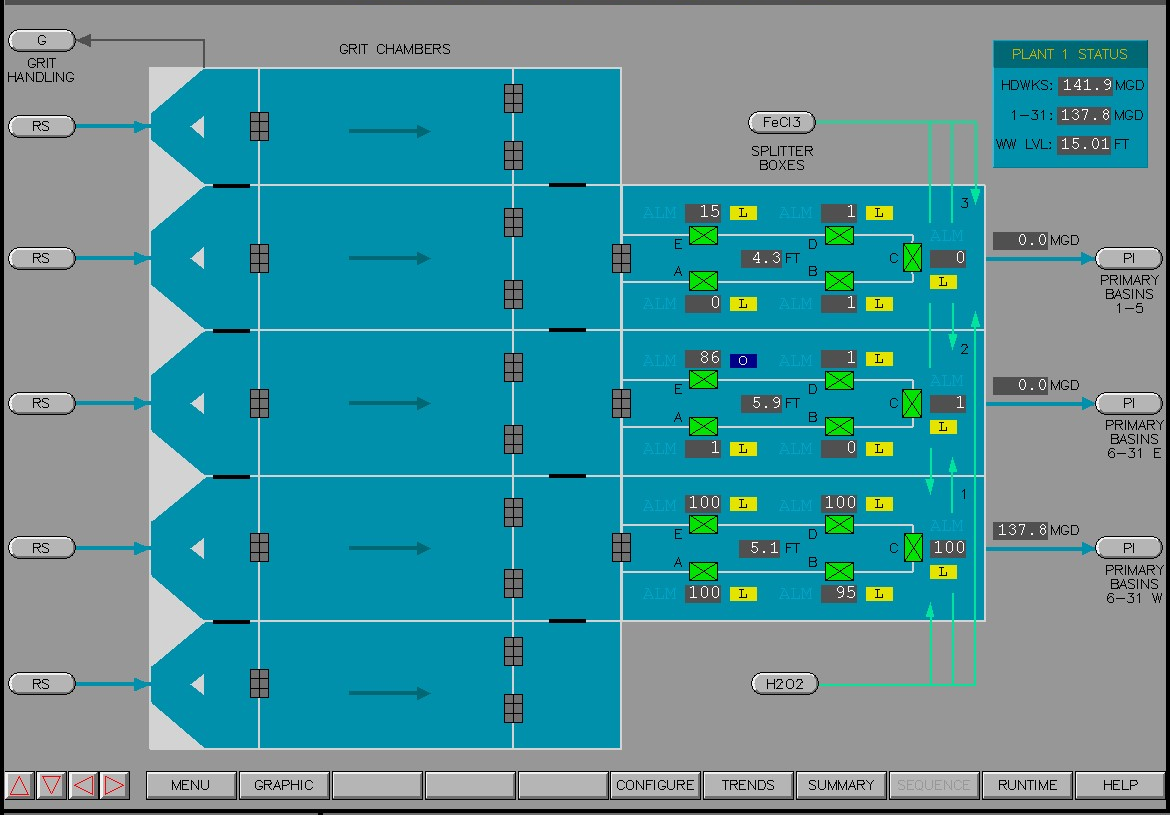 G
GRIT
HANDLING
GRIT CHAMBERS
PLANT 1 STATUS
HDWKS: 141.9 MGD
1-31: 137.8 MGD
WW LVL: 15.01 FT
RS
FeCl3
SPLITTER
BOXES
3
ALM 15 L ALM 1 L
E D
ALM
4.3 FT C 0
L
A B
ALM 0 L ALM 1 L
0.0 MGD
RS
PI
PRIMARY
BASINS
1-5
2
ALM 86 O ALM 1 L
E D
ALM
5.9 FT C 1
L
A B
ALM 1 L ALM 0 L
0.0 MGD
RS
PI
PRIMARY
BASINS
6-31 E
1
ALM 100 L ALM 100 L
E D
ALM
5.1 FT C 100
L
A B
ALM 100 L ALM 95 L
137.8 MGD
RS
PI
PRIMARY
BASINS
6-31 W
RS
H2O2
MENU GRAPHIC CONFIGURE TRENDS SUMMARY SEQUENCE RUNTIME HELP